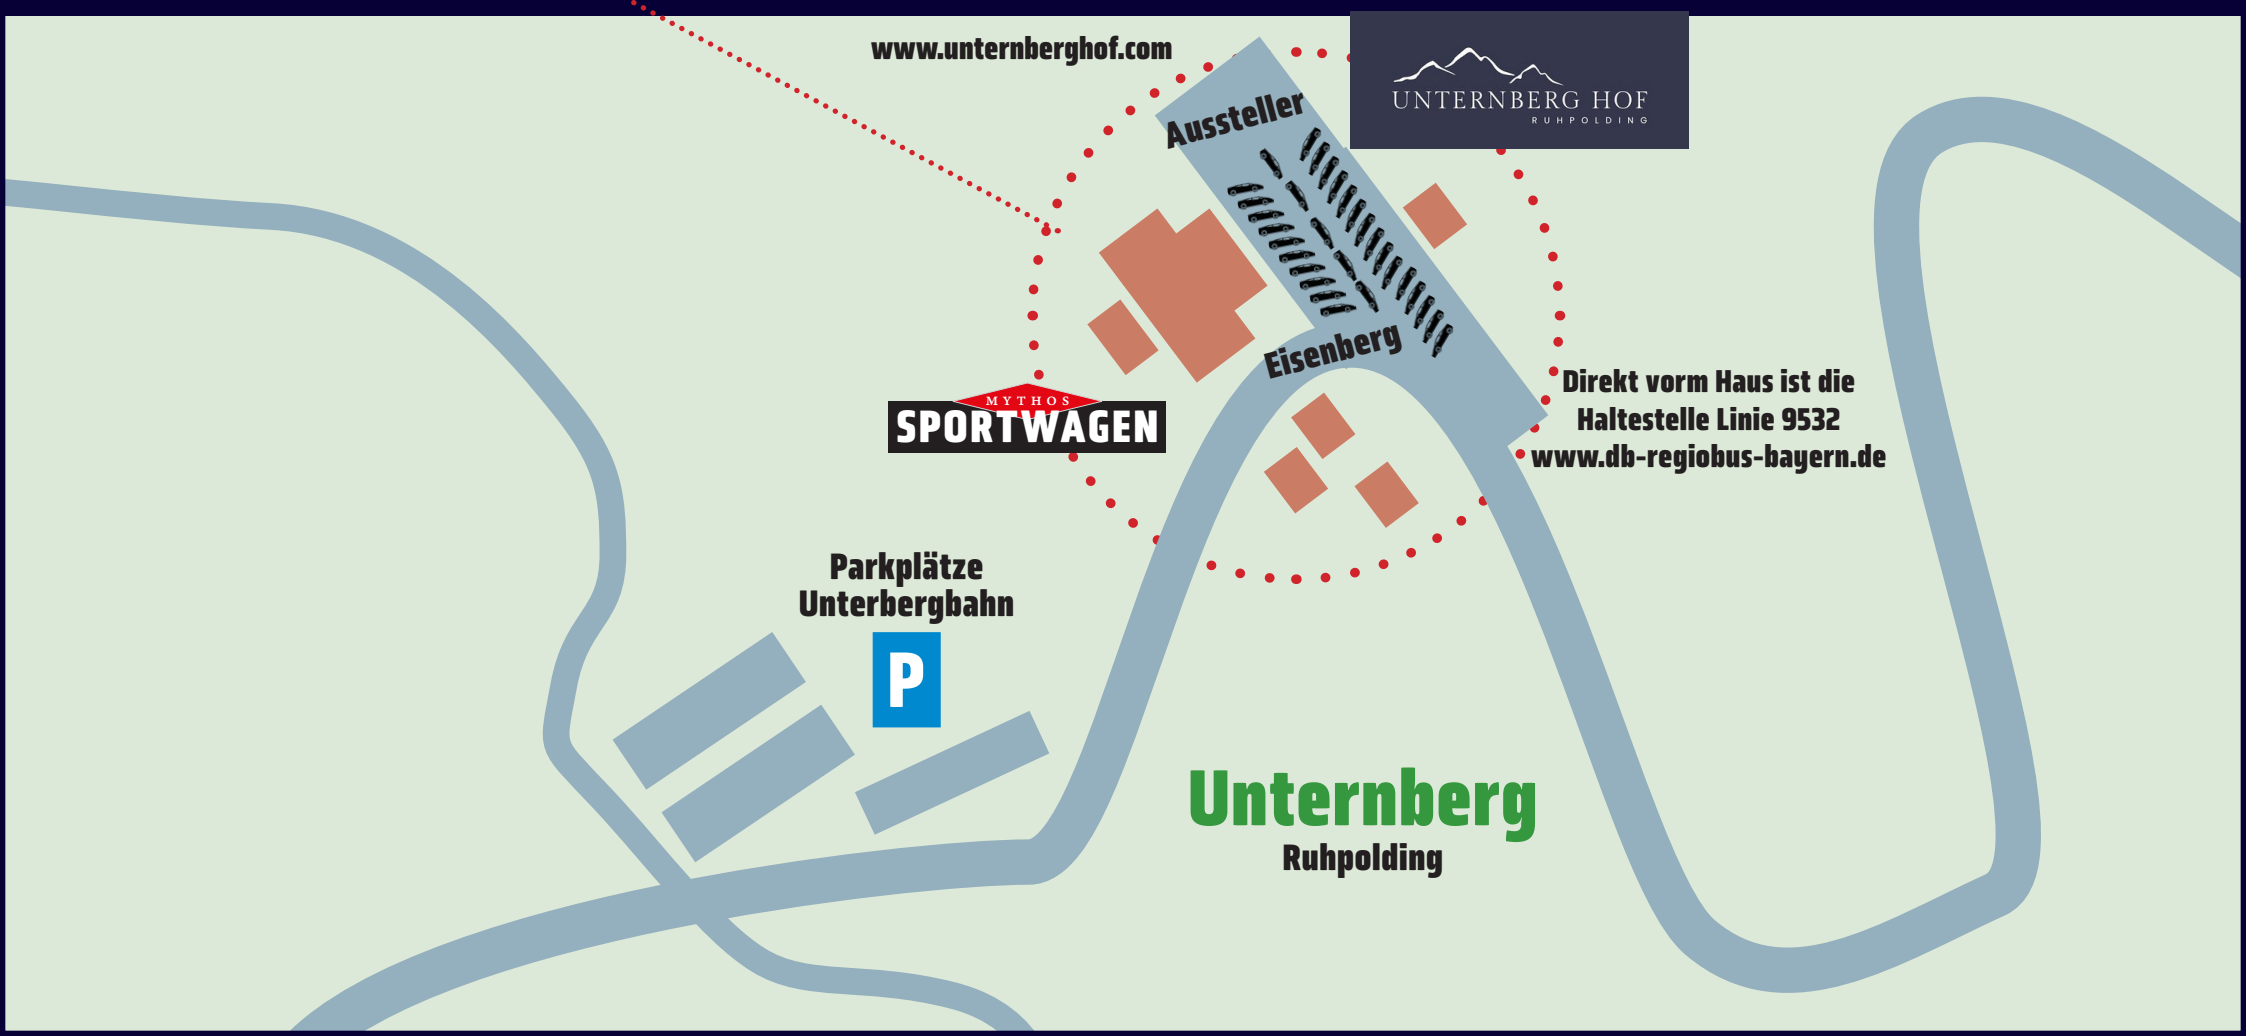 www.unternberghof.com
UNTERNBERG HOF
RUHPOLDING
Aussteller
Eisenberg
MYTHOS
SPORTWAGEN
Direkt vorm Haus ist die
Haltestelle Linie 9532
www.db-regiobus-bayern.de
Parkplätze
Unterbergbahn
P
Unternberg
Ruhpolding